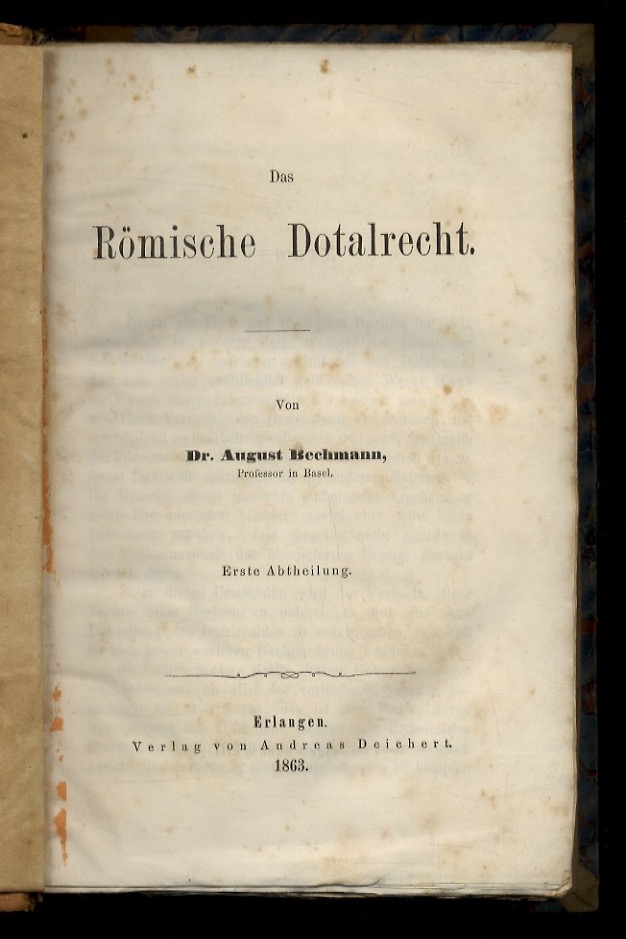 Das
Römische Dotalrecht.
Von
Dr. August Bechmann,
Professor in Basel.
Erste Abtheilung.
Erlangen.
Verlag von Andreas Deichert.
1863.